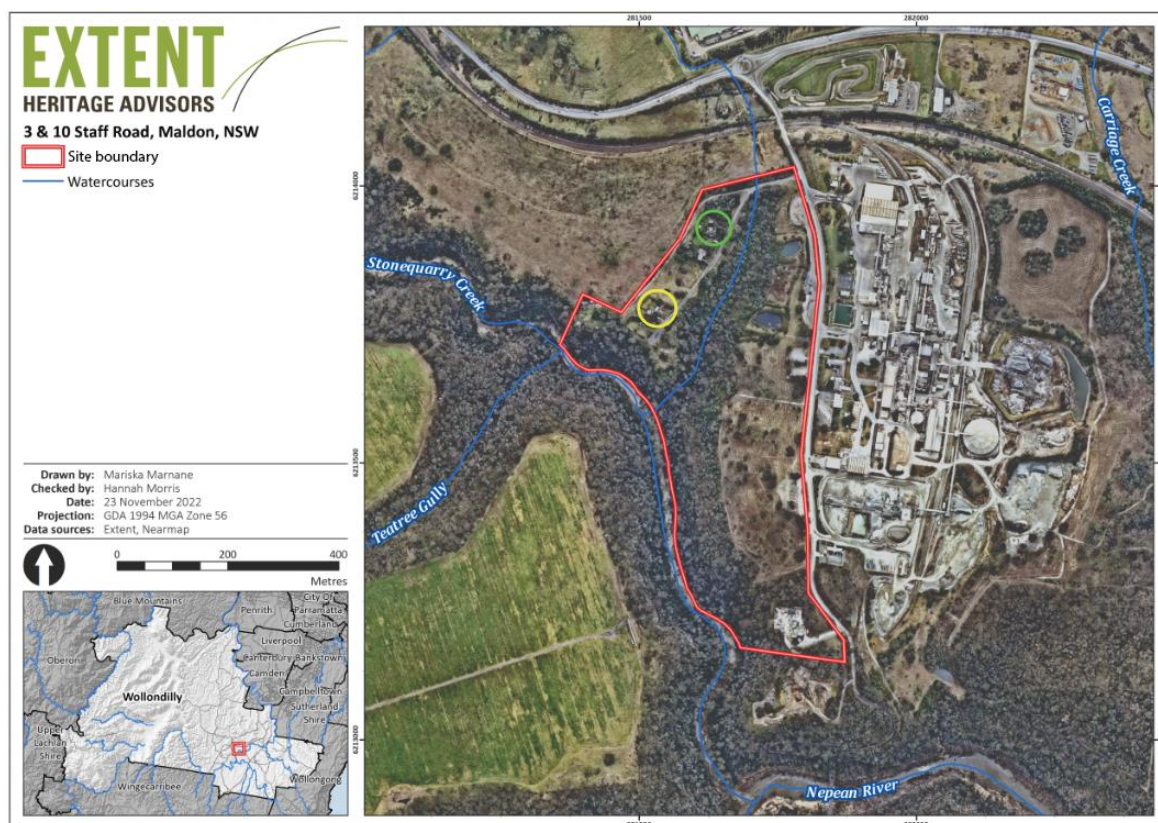 EXTENT
HERITAGE ADVISORS
3 & 10 Staff Road, Maldon, NSW
Site boundary
Watercourses
Drawn by: Mariska Marnane
Checked by: Hannah Morris
Date: 23 November 2022
Projection: GDA 1994 MGA Zone 56
Data sources: Extent, Nearmap
0 200 400
Metres
Blue Mountains
Penrith
City Of
Parramatta
Cumberland
Liverpool
Canterbury-Bankstown
Camden
Oberon
Campbelltown
Wollondilly
Sutherland
Shire
Upper
Lachlan
Shire
Wollongong
Wingecarribee
281500
282000
6214000
6213500
6213000
Carriage Creek
Stonequarry
Creek
Teatree Gully
Nepean River